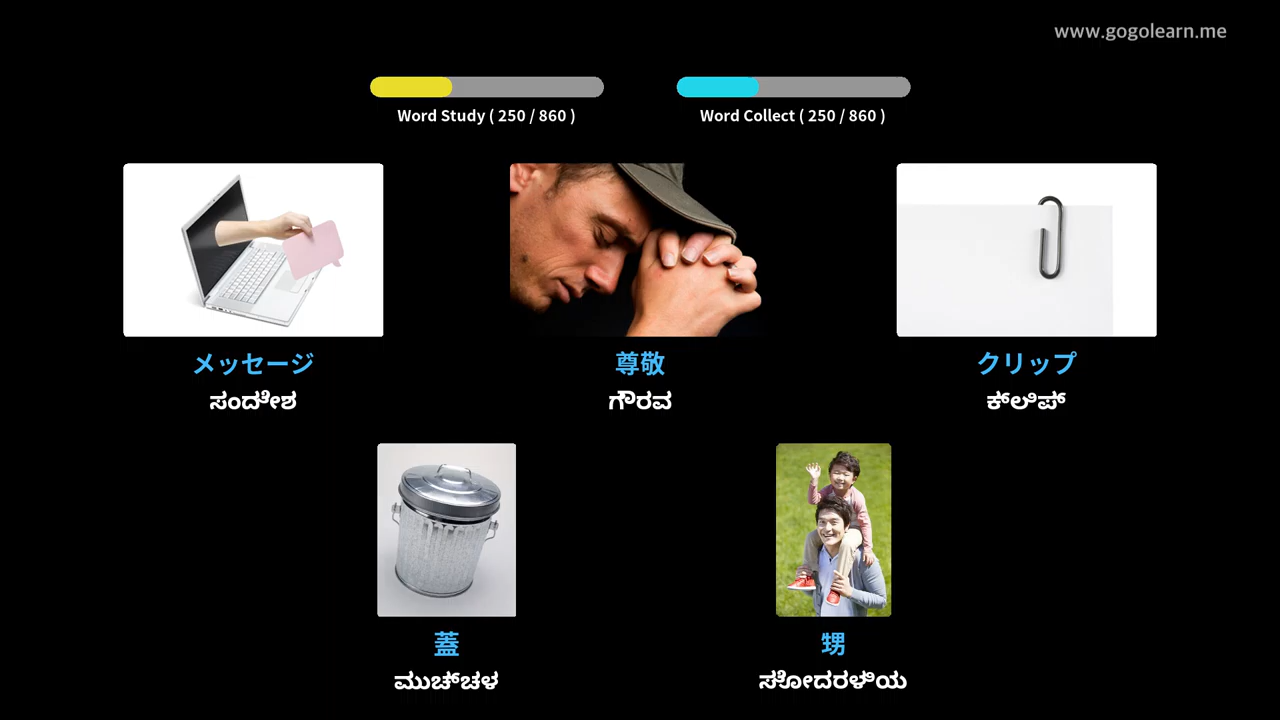 www.gogolearn.me
Word Study ( 250 / 860 )
Word Collect ( 250 / 860 )
メッセージ
ಸಂದೇಶ
尊敬
ಗೌರವ
クリップ
ಕ್ಲಿಪ್
蓋
ಮುಚ್ಚಳ
甥
ಸೋದರಳಿಯ